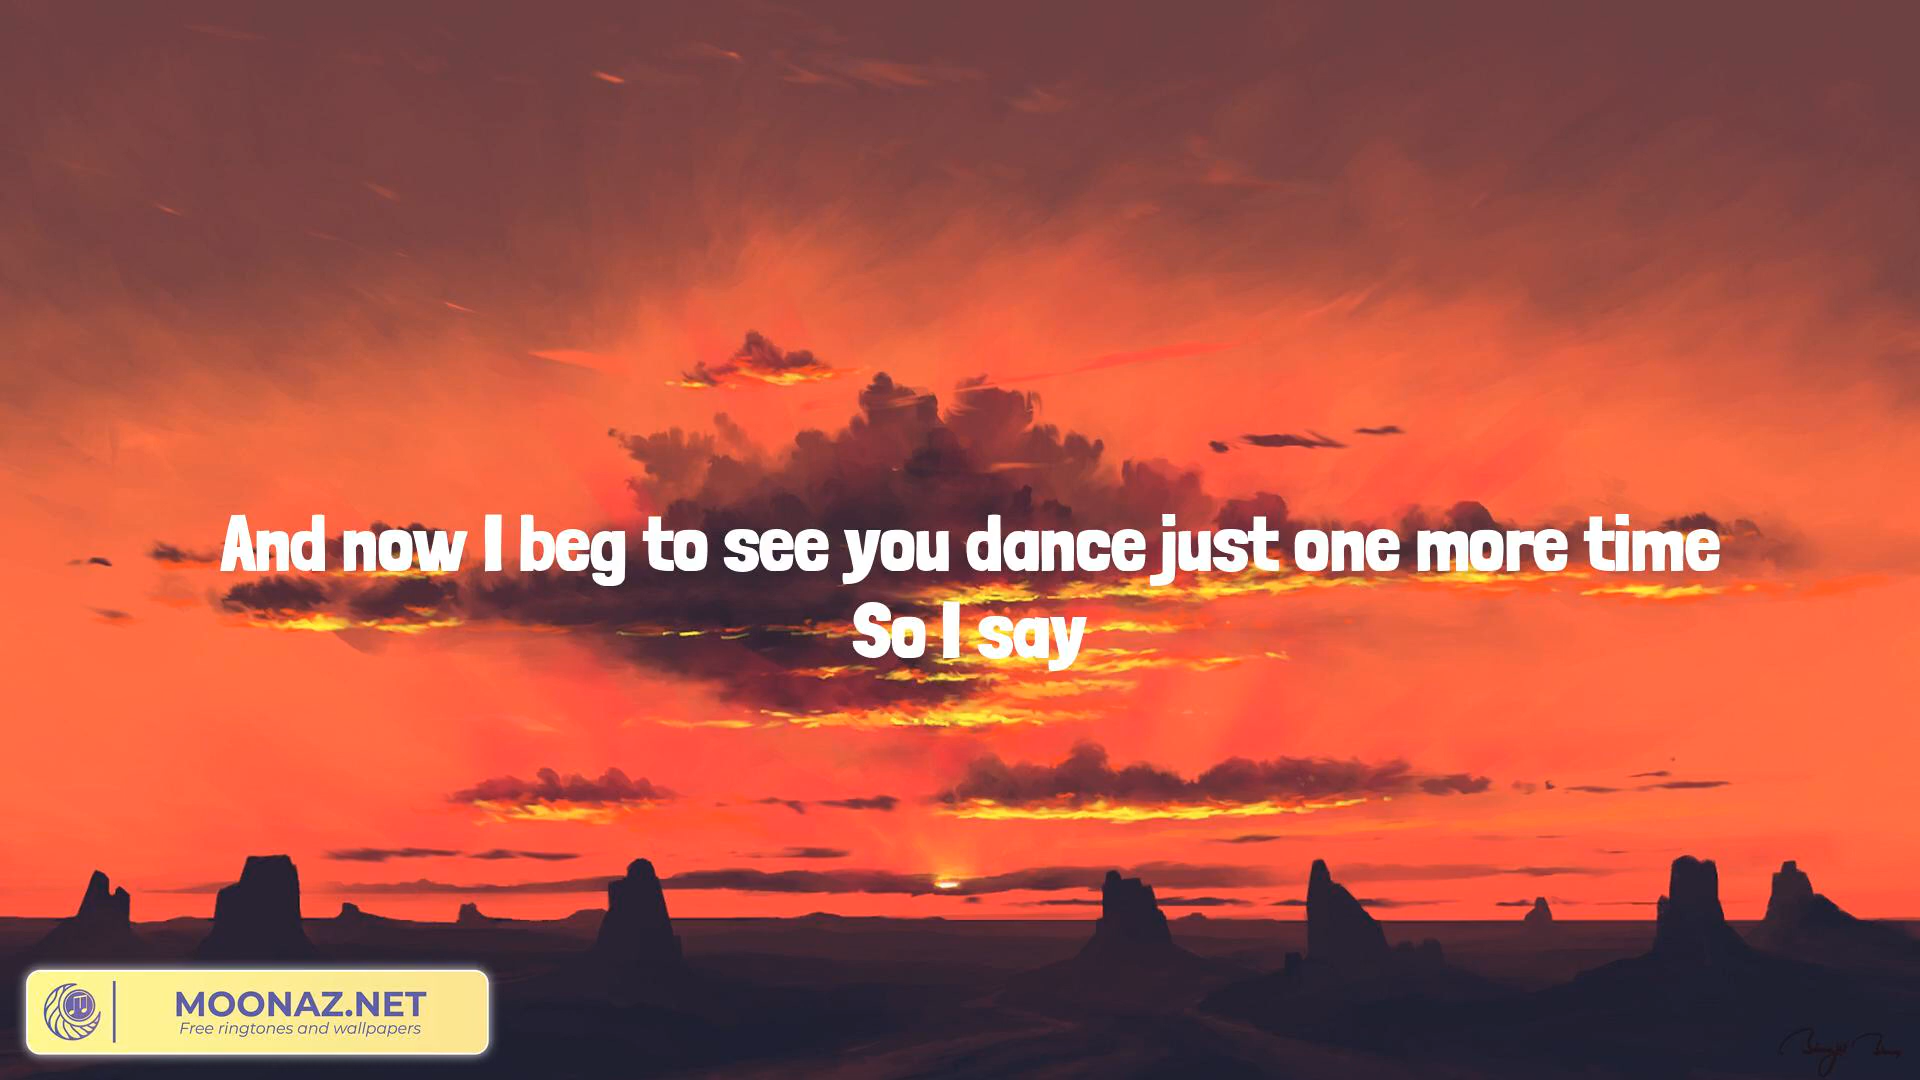 And now I beg to see you dance just one more time
So I say
MOONAZ.NET
Free ringtones and wallpapers